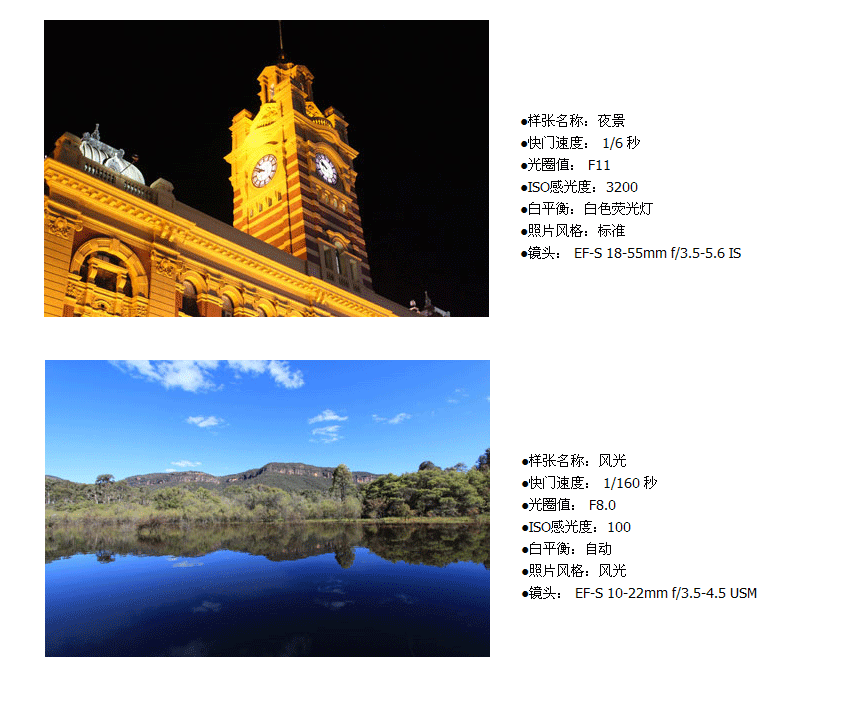 ●样张名称：夜景
●快门速度： 1/6 秒
●光圈值： F11
●ISO感光度：3200
●白平衡：白色荧光灯
●照片风格：标准
●镜头： EF-S 18-55mm f/3.5-5.6 IS
●样张名称：风光
●快门速度： 1/160 秒
●光圈值： F8.0
●ISO感光度：100
●白平衡：自动
●照片风格：风光
●镜头： EF-S 10-22mm f/3.5-4.5 USM